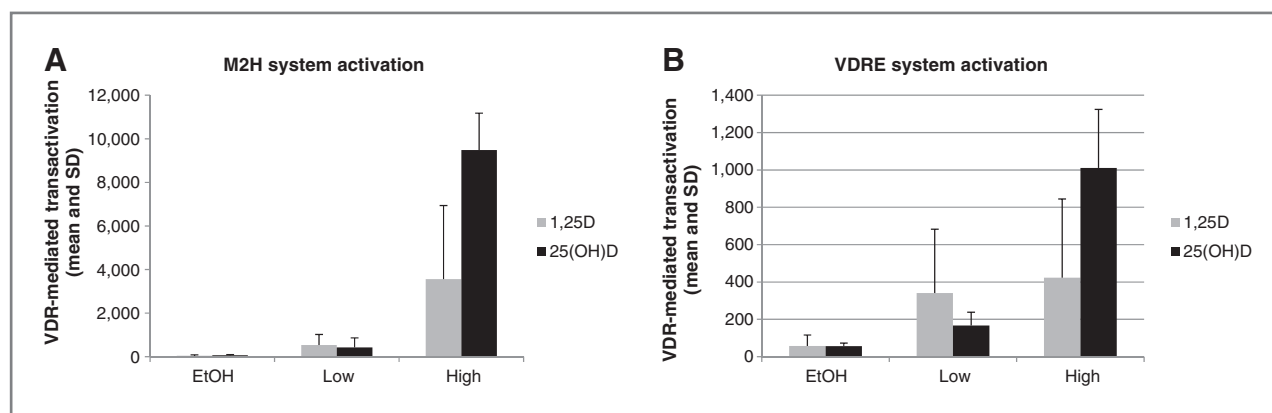 A
M2H system activation
VDR-mediated transactivation
(mean and SD)
12,000
10,000
8,000
6,000
4,000
2,000
0
EtOH
Low
High
1,25D
25(OH)D
B
VDRE system activation
VDR-mediated transactivation
(mean and SD)
1,400
1,200
1,000
800
600
400
200
0
EtOH
Low
High
1,25D
25(OH)D